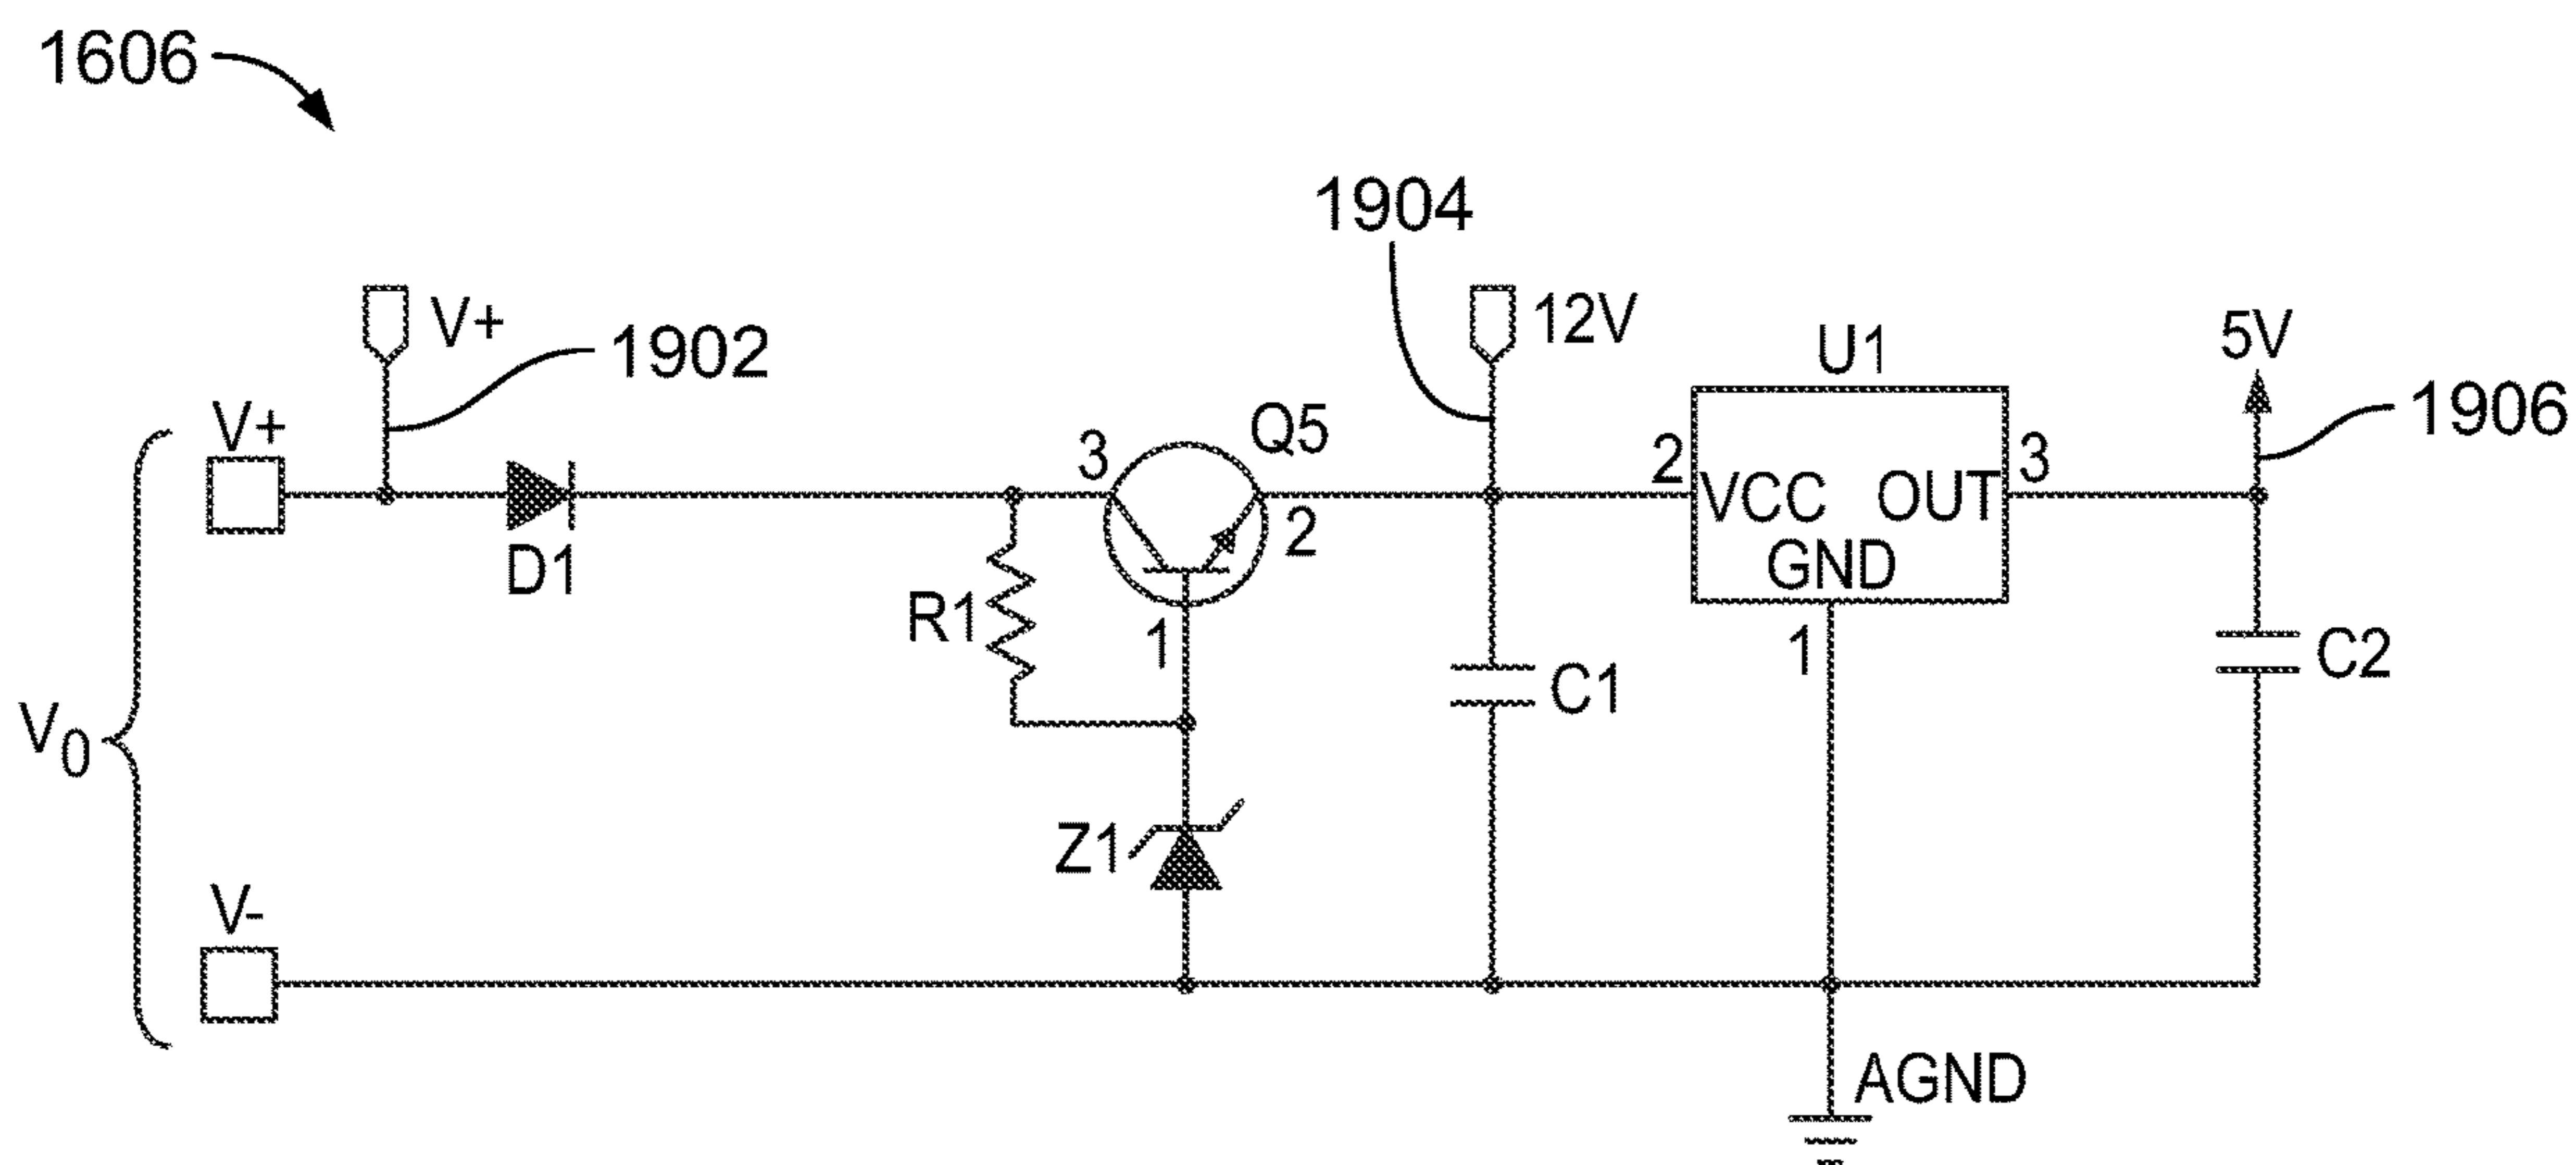 1606
1904
V+
12V
1902
U1
5V
V+
Q5
1906
3
2
3
VCC
OUT
2
D1
GND
R1
1
1
C2
C1
V0
Z1
V-
AGND